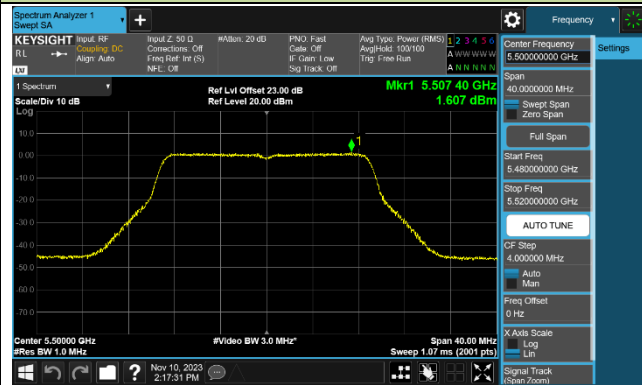 Spectrum Analyzer 1
Swept SA
Frequency
KEYSIGHT
RL
LXI
Input: RF
Coupling: DC
Align: Auto
Input Z: 50 Ω
Corrections: Off
Freq Ref: Int (S)
NFE: Off
#Atten: 20 dB
PNO: Fast
Gate: Off
IF Gain: Low
Sig Track: Off
Avg Type: Power (RMS)
Avg|Hold: 100/100
Trig: Free Run
1 2 3 4 5 6
A W W W W W
A N N N N N
1 Spectrum
Scale/Div 10 dB
Log
Ref Lvl Offset 23.00 dB
Ref Level 20.00 dBm
Mkr1 5.507 40 GHz
1.607 dBm
1
10.0
0.00
-10.0
-20.0
-30.0
-40.0
-50.0
-60.0
-70.0
Center 5.50000 GHz
#Res BW 1.0 MHz
#Video BW 3.0 MHz*
Span 40.00 MHz
Sweep 1.07 ms (2001 pts)
Center Frequency
5.500000000 GHz
Settings
Span
40.0000000 MHz
Swept Span
Zero Span
Full Span
Start Freq
5.480000000 GHz
Stop Freq
5.520000000 GHz
AUTO TUNE
CF Step
4.000000 MHz
Auto
Man
Freq Offset
0 Hz
X Axis Scale
Log
Lin
Signal Track
(Span Zoom)
?
Nov 10, 2023
2:17:31 PM